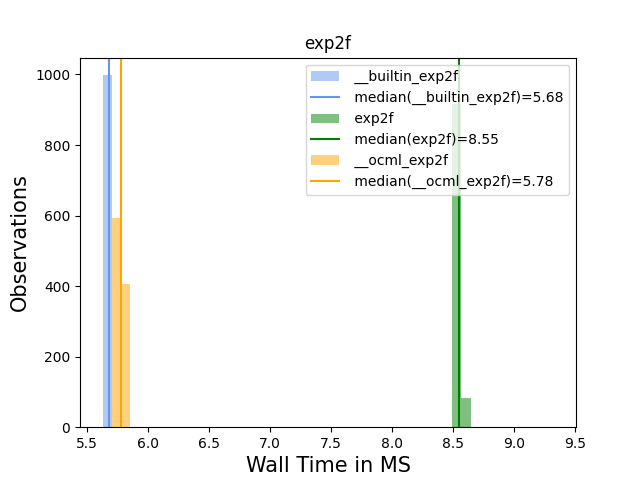 exp2f
Observations
1000
800
600
400
200
0
__builtin_exp2f
median(__builtin_exp2f)=5.68
exp2f
median(exp2f)=8.55
__ocml_exp2f
median(__ocml_exp2f)=5.78
5.5 6.0 6.5 7.0 7.5 8.0 8.5 9.0 9.5
Wall Time in MS